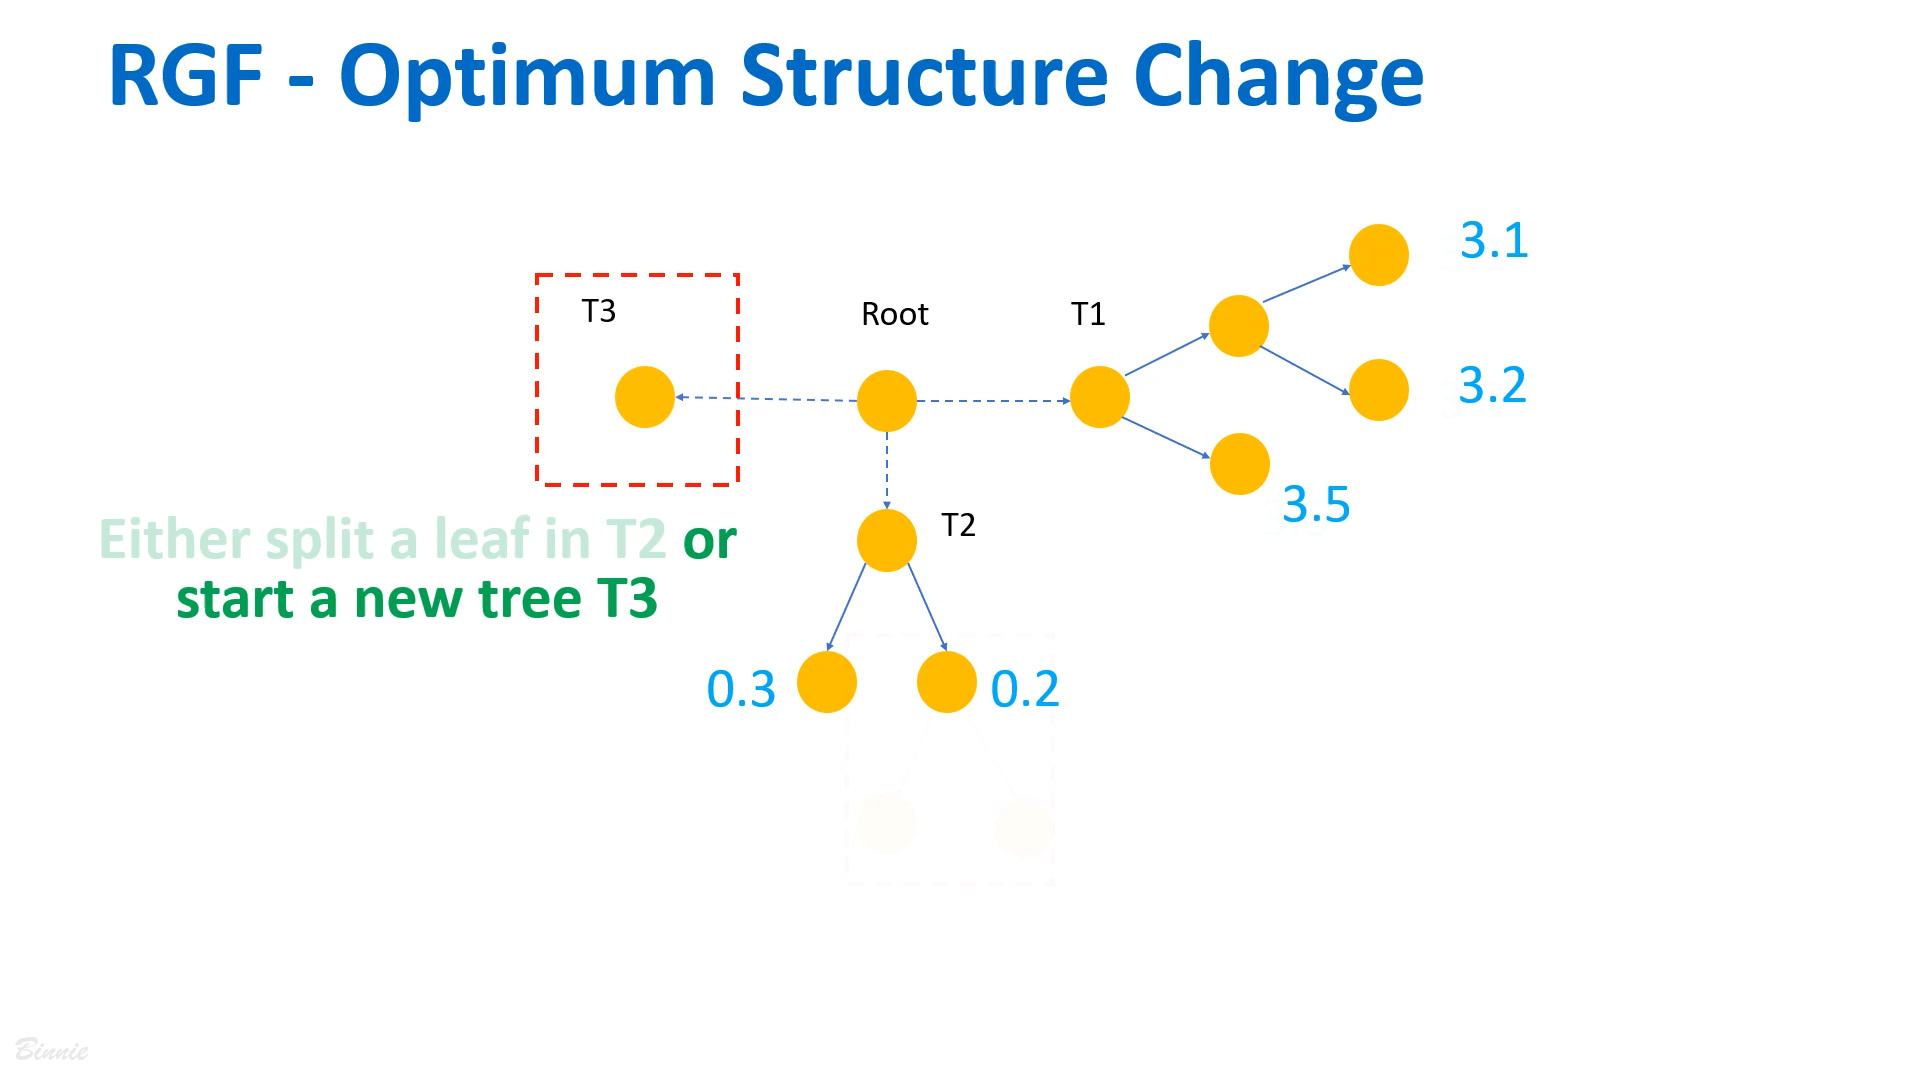 RGF - Optimum Structure Change
3.1
T3
Root
T1
3.2
3.5
Either split a leaf in T2 or
start a new tree T3
T2
0.3
0.2
Binnie